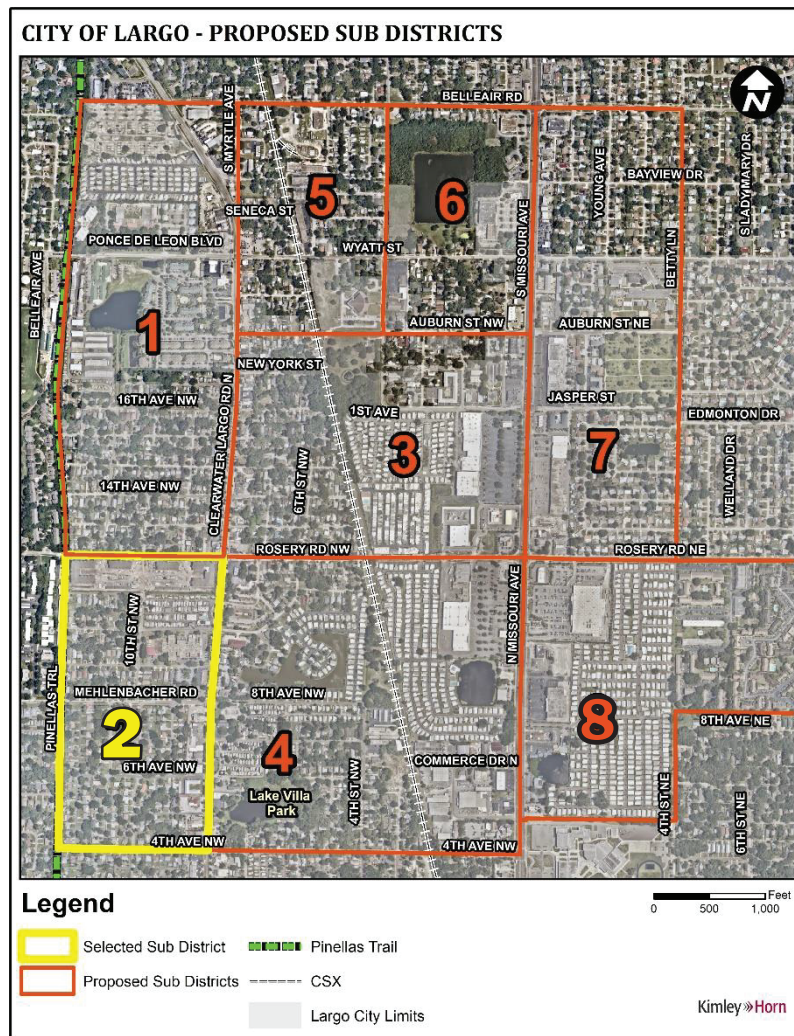 CITY OF LARGO - PROPOSED SUB DISTRICTS
BELLEAIR RD
N
S MYRTLE AVE
5
6
YOUNG AVE
BAYVIEW DR
S LADY MARY DR
SENECA ST
S MISSOURI AVE
PONCE DE LEON BLVD
WYATT ST
BETTY LN
BELLEAIR AVE
1
AUBURN ST NW
AUBURN ST NE
NEW YORK ST
16TH AVE NW
CLEARWATER LARGO RD N
1ST AVE
JASPER ST
EDMONTON DR
3
7
WELLAND DR
14TH AVE NW
6TH ST NW
ROSERY RD NW
ROSERY RD NE
10TH ST NW
N MISSOURI AVE
PINELLAS TRL
MEHLENBACHER RD
8TH AVE NW
8TH AVE NE
2
4
8
6TH AVE NW
COMMERCE DR N
Lake Villa
Park
4TH ST NW
4TH ST NE
6TH ST NE
4TH AVE NW
4TH AVE NW
Legend
Feet
0 500 1,000
Selected Sub District
Pinellas Trail
Proposed Sub Districts
CSX
Largo City Limits
Kimley»Horn